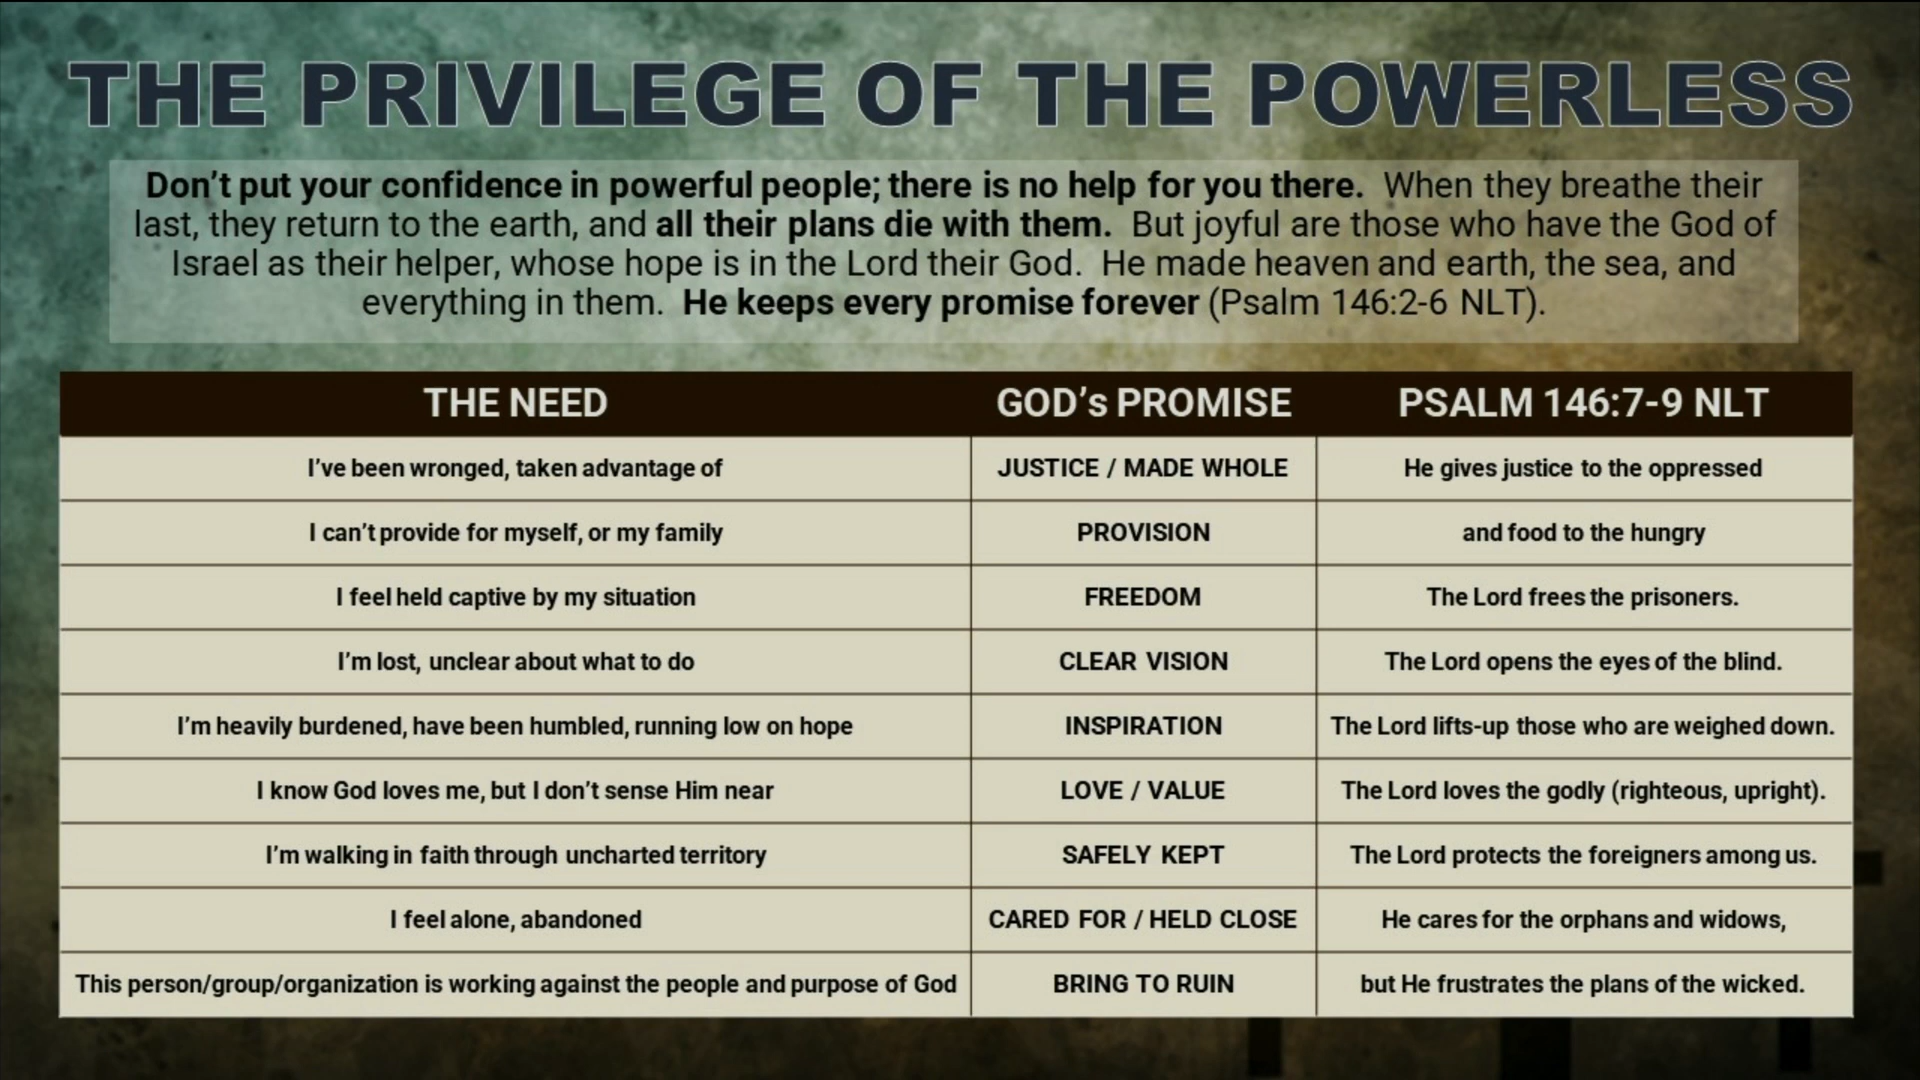 THE PRIVILEGE OF THE POWERLESS
Don't put your confidence in powerful people; there is no help for you there. When they breathe their
last, they return to the earth, and all their plans die with them. But joyful are those who have the God of
Israel as their helper, whose hope is in the Lord their God. He made heaven and earth, the sea, and
everything in them. He keeps every promise forever (Psalm 146:2-6 NLT).
THE NEED GOD's PROMISE PSALM 146:7-9 NLT
I've been wronged, taken advantage of JUSTICE / MADE WHOLE He gives justice to the oppressed
I can't provide for myself, or my family PROVISION and food to the hungry
I feel held captive by my situation FREEDOM The Lord frees the prisoners.
I'm lost, unclear about what to do CLEAR VISION The Lord opens the eyes of the blind.
I'm heavily burdened, have been humbled, running low on hope INSPIRATION The Lord lifts-up those who are weighed down.
I know God loves me, but I don't sense Him near LOVE / VALUE The Lord loves the godly (righteous, upright).
I'm walking in faith through uncharted territory SAFELY KEPT The Lord protects the foreigners among us.
I feel alone, abandoned CARED FOR / HELD CLOSE He cares for the orphans and widows,
This person/group/organization is working against the people and purpose of God BRING TO RUIN but He frustrates the plans of the wicked.